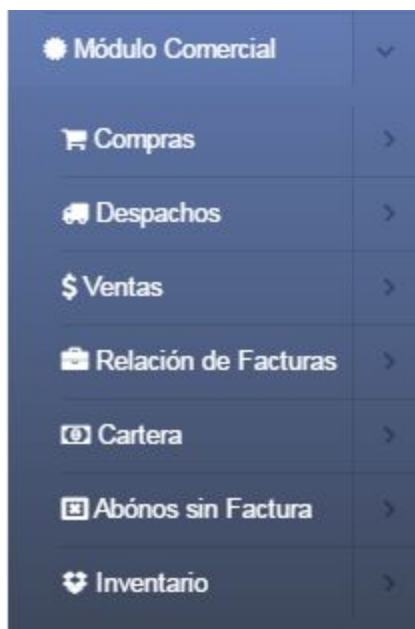 Módulo Comercial
Compras
Despachos
$ Ventas
Relación de Facturas
Cartera
Abónos sin Factura
Inventario